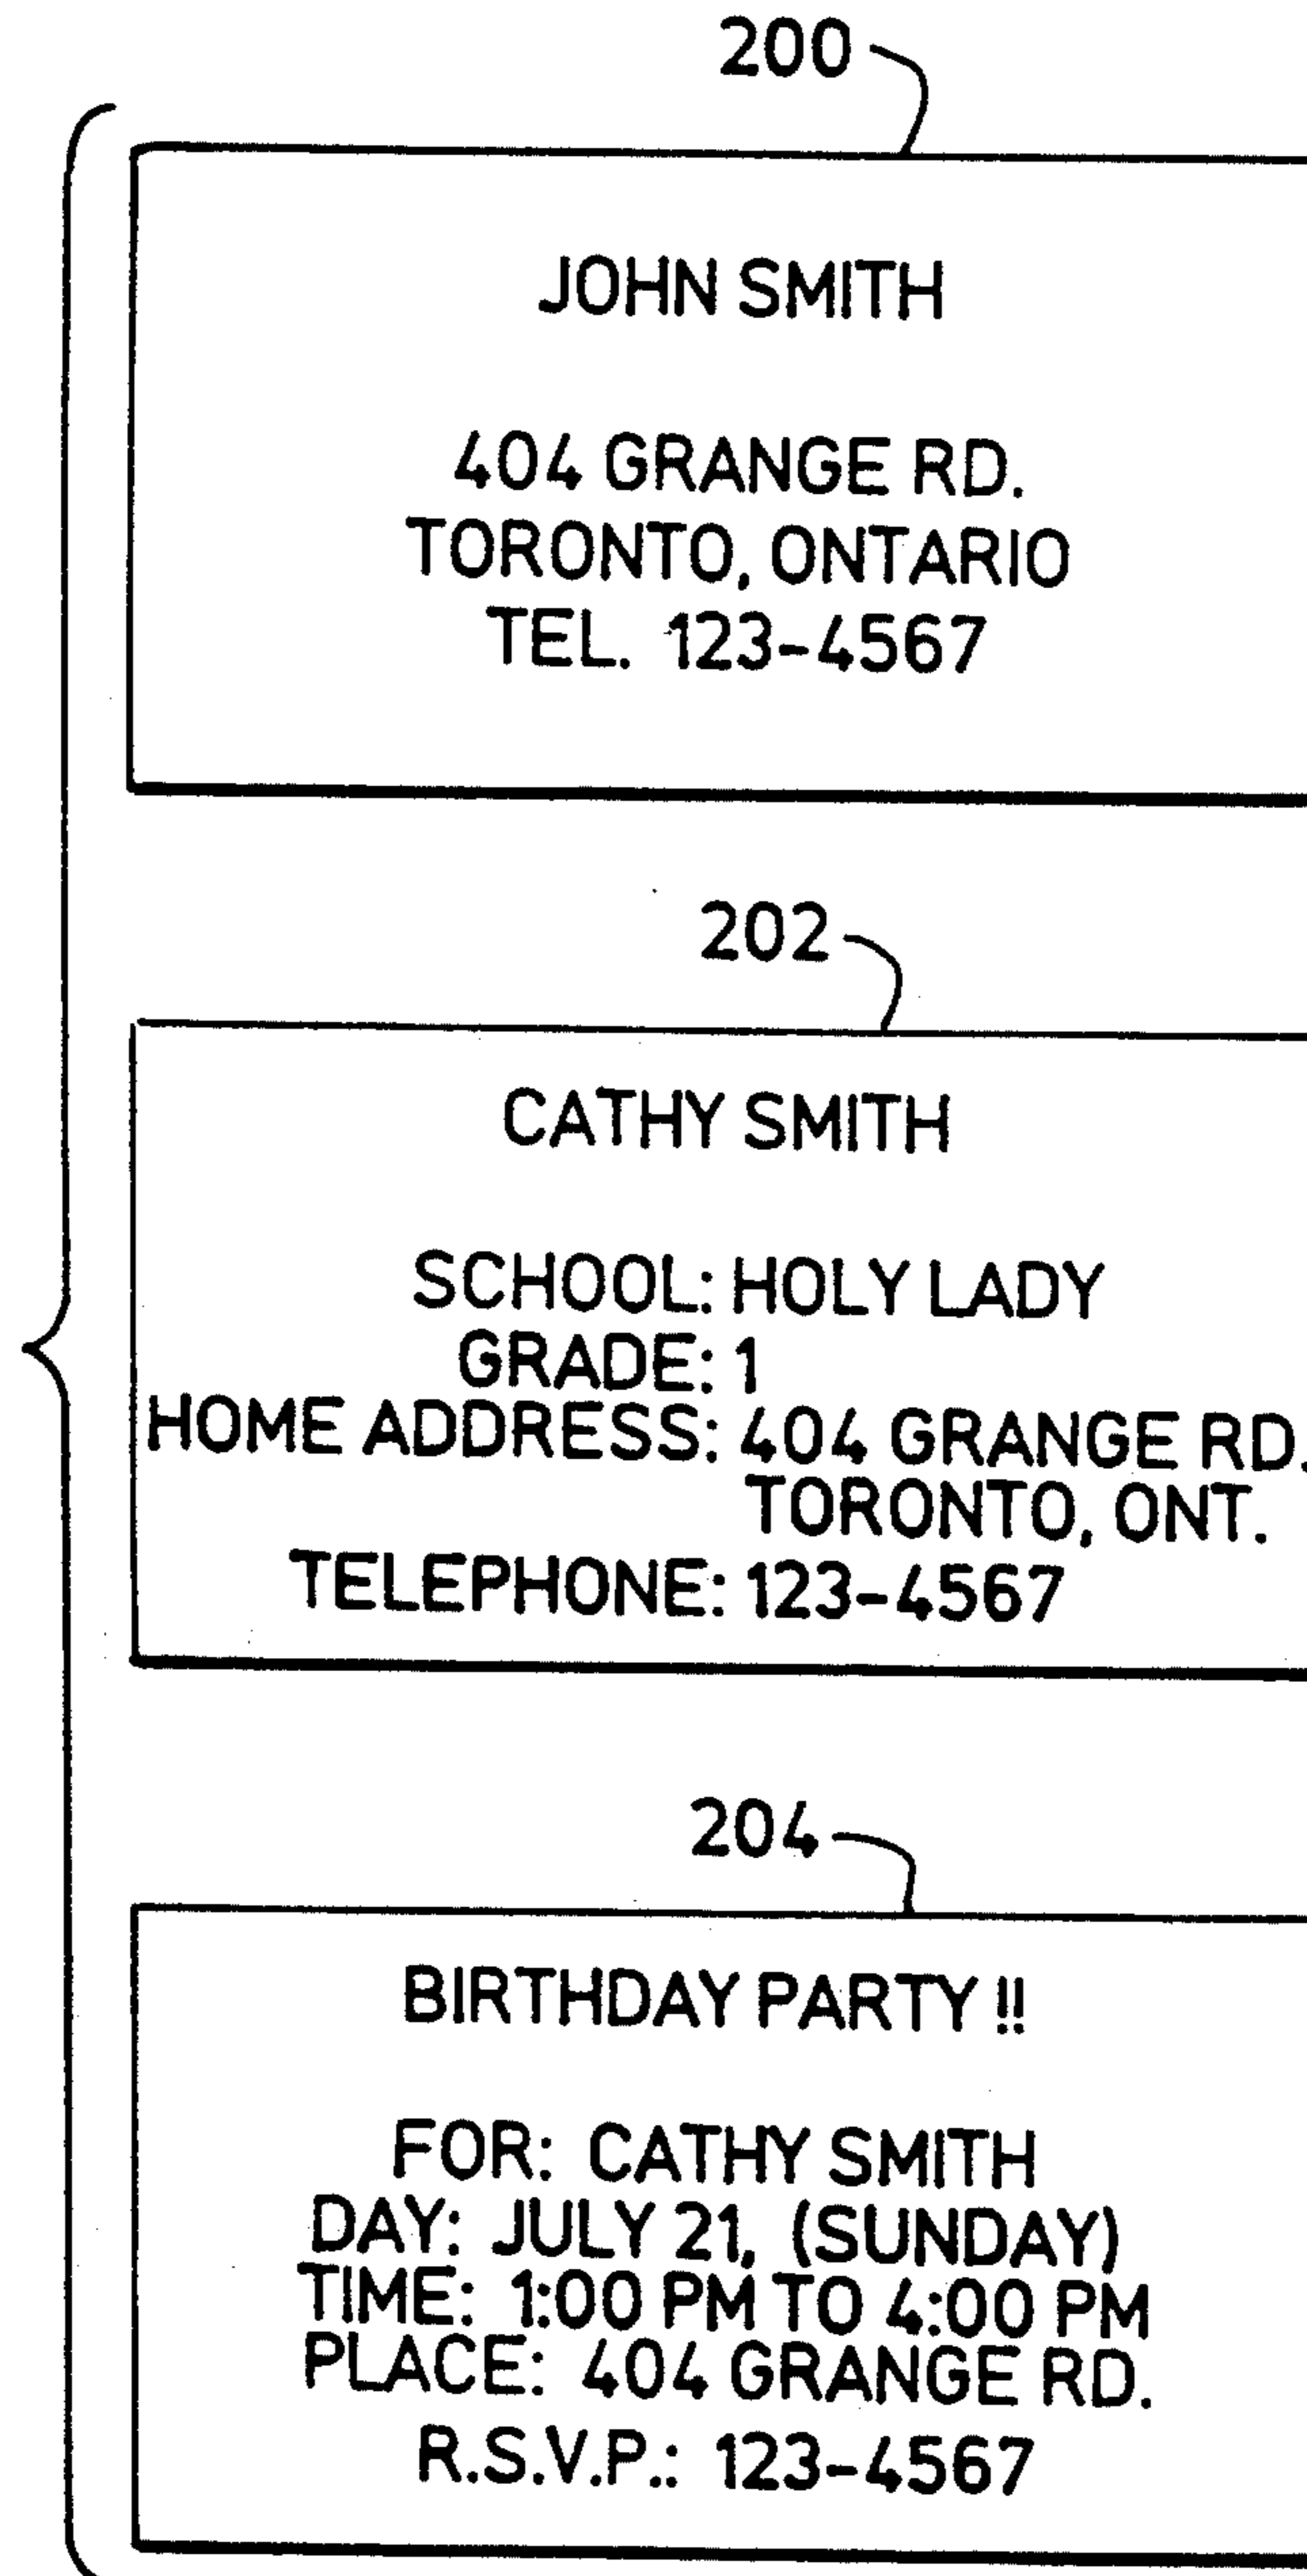 200
JOHN SMITH
404 GRANGE RD.
TORONTO, ONTARIO
TEL. 123-4567
202
CATHY SMITH
SCHOOL: HOLY LADY
GRADE: 1
HOME ADDRESS: 404 GRANGE RD.
TORONTO, ONT.
TELEPHONE: 123-4567
204
BIRTHDAY PARTY !!
FOR: CATHY SMITH
DAY: JULY 21, (SUNDAY)
TIME: 1:00 PM TO 4:00 PM
PLACE: 404 GRANGE RD.
R.S.V.P.: 123-4567